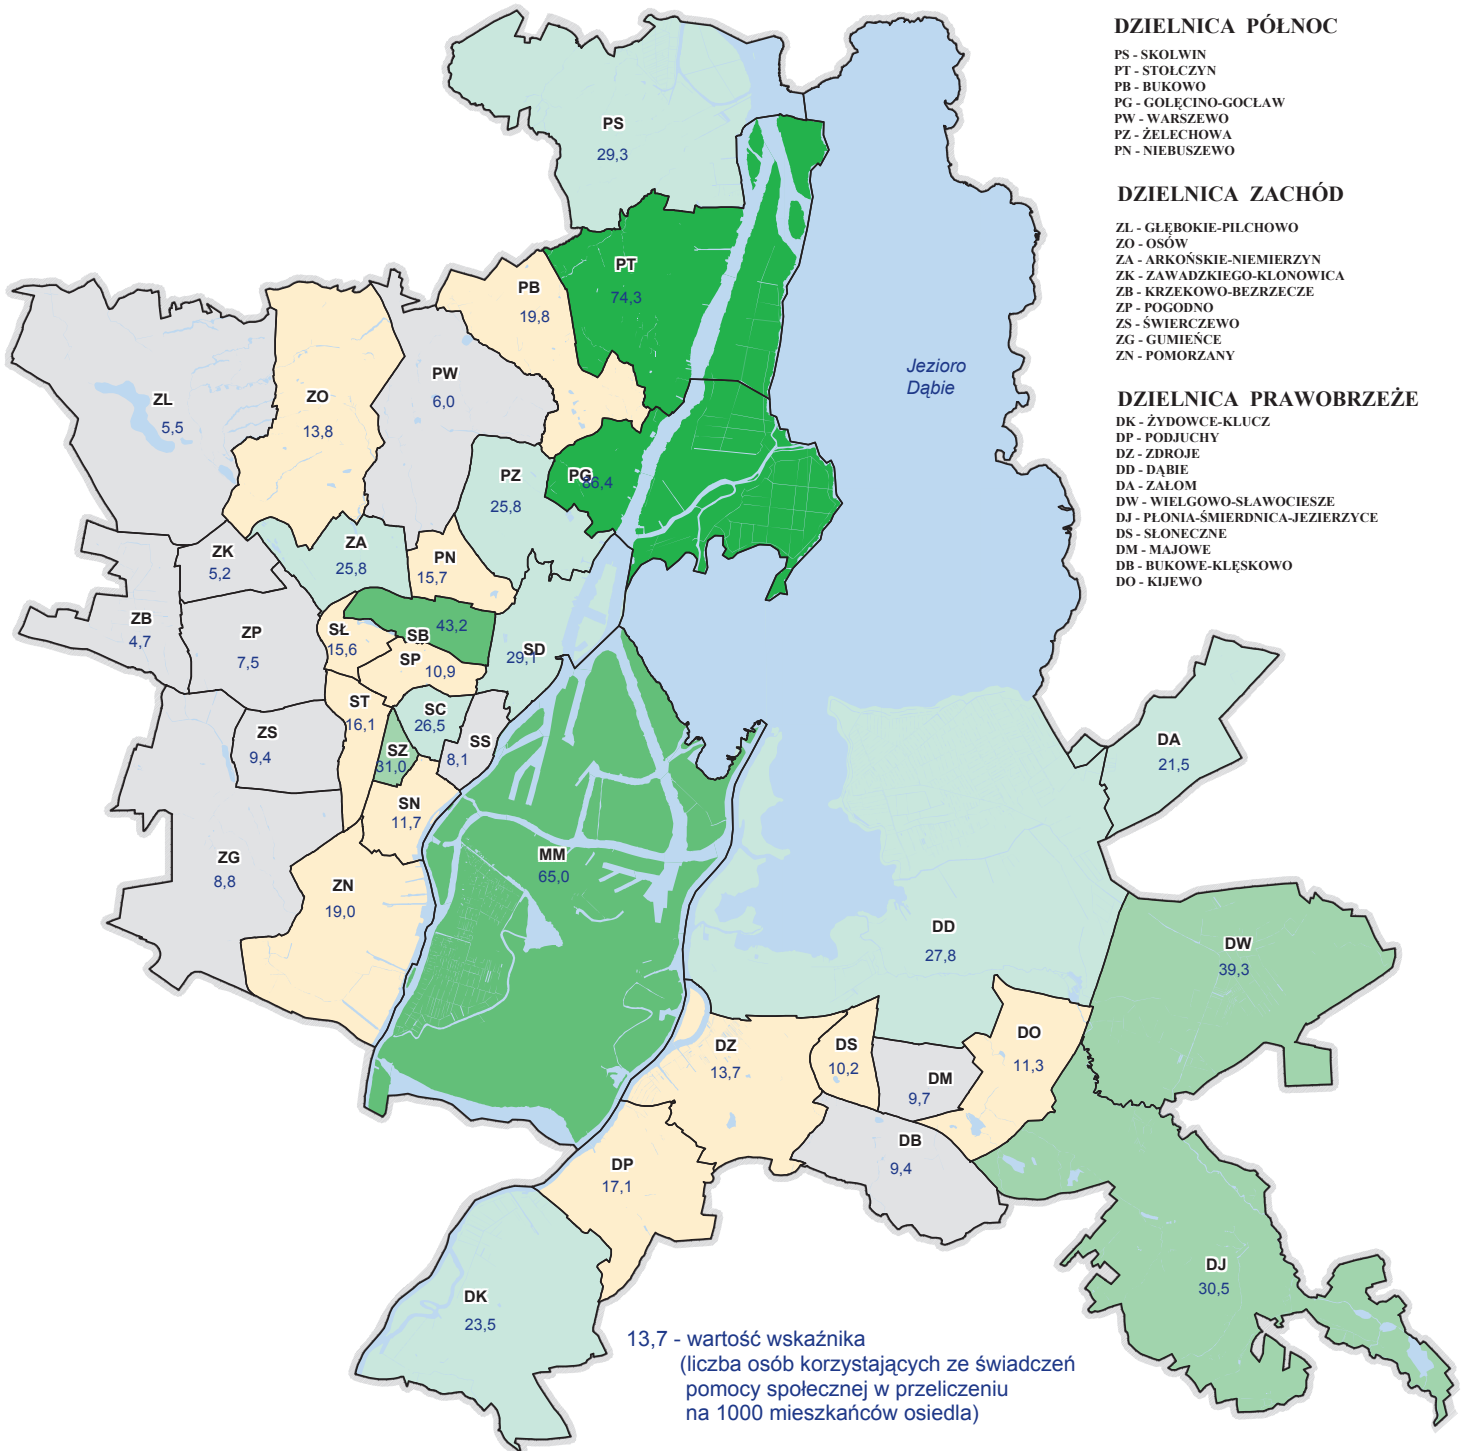 DZIELNICA PÓŁNOC
PS - SKOLWIN
PT - STOŁCZYN
PB - BUKOWO
PG - GOLĘCINO-GOCŁAW
PW - WARSZEWO
PZ - ŻELECHOWA
PN - NIEBUSZEWO
DZIELNICA ZACHÓD
ZL - GŁĘBOKIE-PILCHOWO
ZO - OSÓW
ZA - ARKOŃSKIE-NIEMIERZYN
ZK - ZAWADZKIEGO-KLONOWICA
ZB - KRZEKOWO-BEZRZECZE
ZP - POGODNO
ZS - ŚWIERCZEWO
ZG - GUMIEŃCE
ZN - POMORZANY
DZIELNICA PRAWOBRZEŻE
DK - ŻYDOWCE-KLUCZ
DP - PODJUCHY
DZ - ZDROJE
DD - DĄBIE
DA - ZAŁOM
DW - WIELGOWO-SŁAWOCIESZE
DJ - PŁONIA-ŚMIERDNICA-JEZIERZYCE
DS - SŁONECZNE
DM - MAJOWE
DB - BUKOWE-KLĘSKOWO
DO - KIJEWO
PS
29,3
PT
74,3
PB
19,8
Jezioro
Dąbie
PW
6,0
ZL
5,5
ZO
13,8
PZ
25,8
PG
86,4
ZK
5,2
ZA
25,8
PN
15,7
ZB
4,7
ZP
7,5
SŁ
15,6
SB
43,2
SP
10,9
SD
29,1
ST
16,1
SC
26,5
SS
8,1
SZ
31,0
ZS
9,4
SN
11,7
DA
21,5
MM
65,0
ZG
8,8
ZN
19,0
DD
27,8
DW
39,3
DZ
13,7
DS
10,2
DO
11,3
DM
9,7
DB
9,4
DP
17,1
DJ
30,5
DK
23,5
13,7 - wartość wskaźnika
(liczba osób korzystających ze świadczeń
pomocy społecznej w przeliczeniu
na 1000 mieszkańców osiedla)